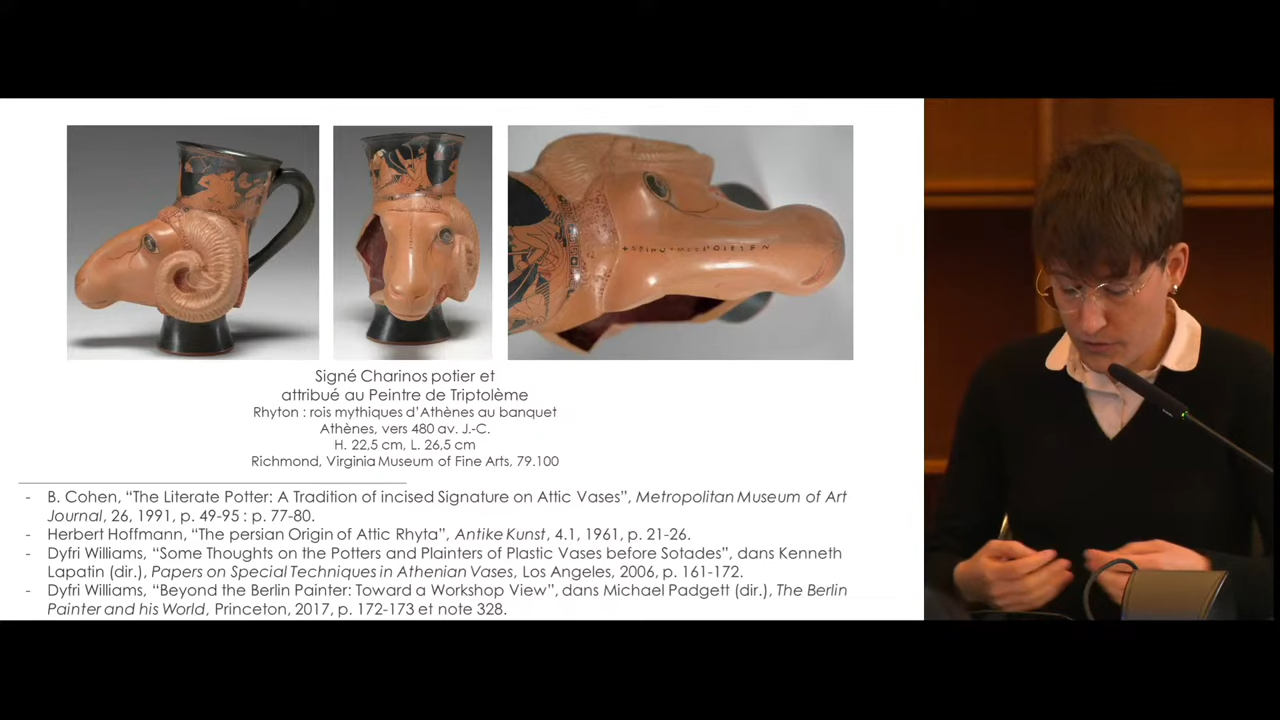 Signé Charinos potier et
attribué au Peintre de Triptolème
Rhyton : rois mythiques d'Athènes au banquet
Athènes, vers 480 av. J.-C.
H. 22,5 cm, L. 26,5 cm
Richmond, Virginia Museum of Fine Arts, 79.100
- B. Cohen, “The Literate Potter: A Tradition of incised Signature on Attic Vases”, Metropolitan Museum of Art
Journal, 26, 1991, p. 49-95 : p. 77-80.
- Herbert Hoffmann, “The persian Origin of Attic Rhyta”, Antike Kunst, 4.1, 1961, p. 21-26.
- Dyfri Williams, “Some Thoughts on the Potters and Plainters of Plastic Vases before Sotades”, dans Kenneth
Lapatin (dir.), Papers on Special Techniques in Athenian Vases, Los Angeles, 2006, p. 161-172.
- Dyfri Williams, “Beyond the Berlin Painter: Toward a Workshop View”, dans Michael Padgett (dir.), The Berlin
Painter and his World, Princeton, 2017, p. 172-173 et note 328.